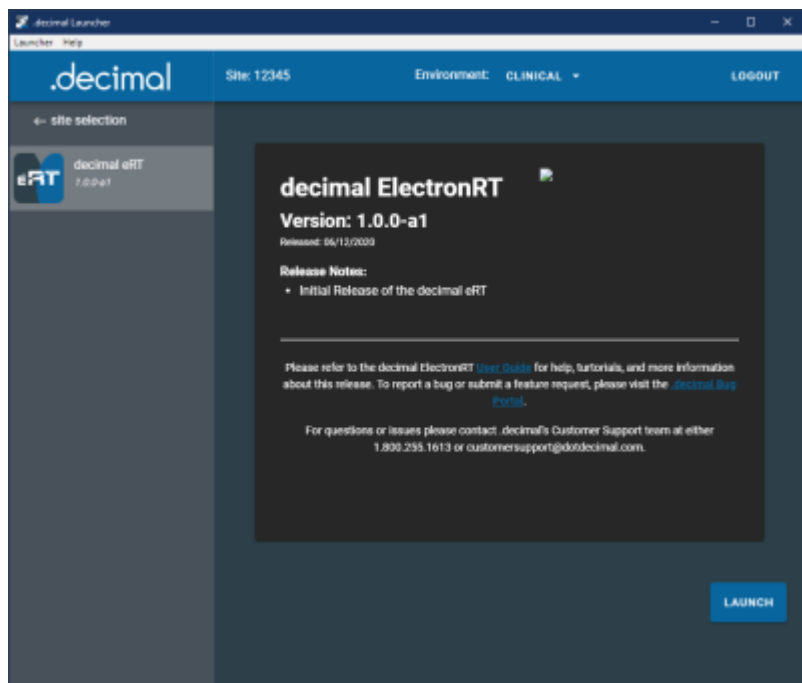 .decimal Launcher
Launcher Help
.decimal
Site: 12345
Environment: CLINICAL
LOGOUT
← site selection
eRT
decimal eRT
1.0.0-a1
decimal ElectronRT
Version: 1.0.0-a1
Released: 06/12/2020
Release Notes:
• Initial Release of the decimal eRT
Please refer to the decimal ElectronRT User Guide for help, turtorials, and more information
about this release. To report a bug or submit a feature request, please visit the .decimal Bug
Portal.
For questions or issues please contact .decimal's Customer Support team at either
1.800.255.1613 or customersupport@dotdecimal.com.
LAUNCH